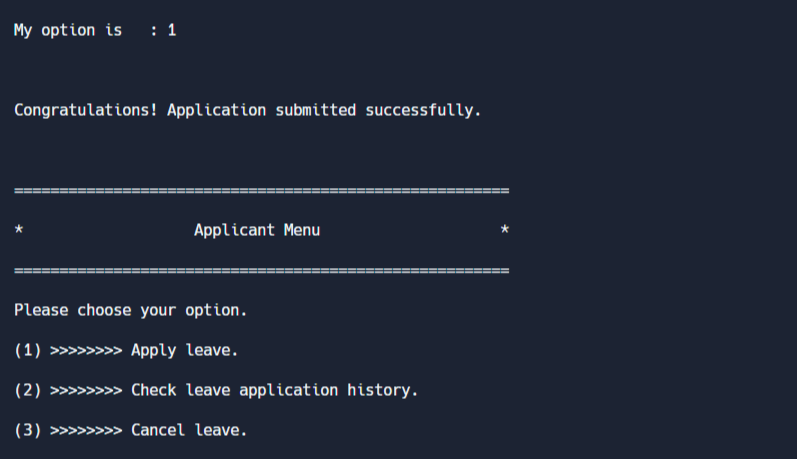 My option is   : 1
Congratulations! Application submitted successfully.
=======================================================
*                   Applicant Menu                    *
=======================================================
Please choose your option.
(1) >>>>>>>> Apply leave.
(2) >>>>>>>> Check leave application history.
(3) >>>>>>>> Cancel leave.